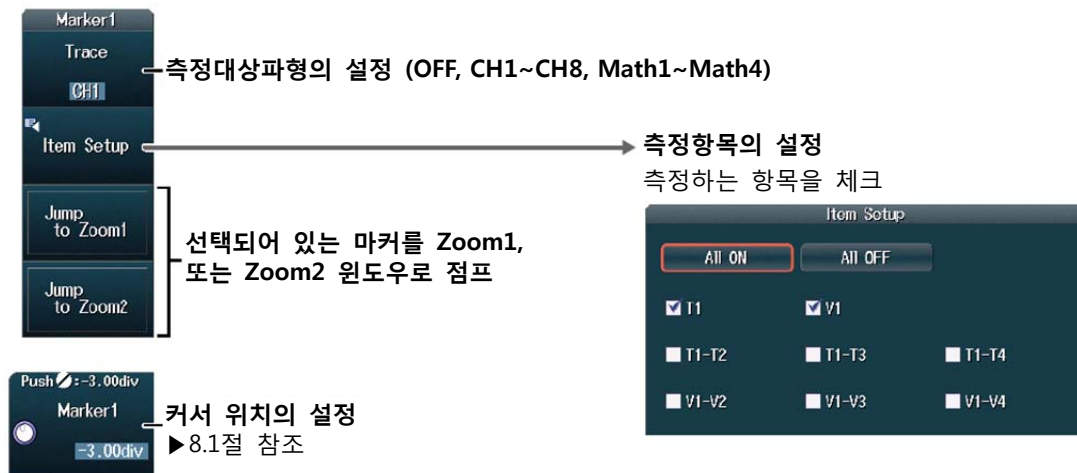 Marker1
Trace
CH1
측정대상파형의 설정 (OFF, CH1~CH8, Math1~Math4)
Item Setup
측정항목의 설정
측정하는 항목을 체크
Jump
to Zoom1
Jump
to Zoom2
선택되어 있는 마커를 Zoom1,
또는 Zoom2 윈도우로 점프
Item Setup
All ON All OFF
T1 V1
T1-T2 T1-T3 T1-T4
V1-V2 V1-V3 V1-V4
Push :-3.00div
Marker1
-3.00div
커서 위치의 설정
▶8.1절 참조